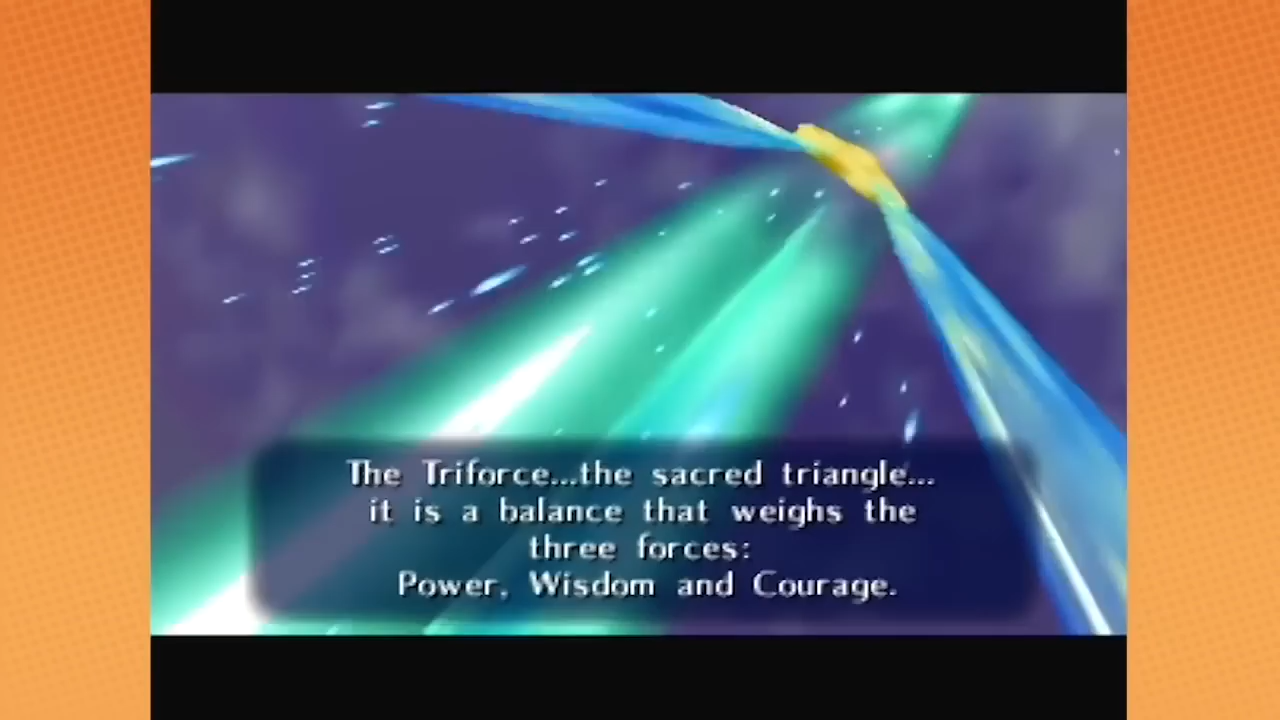 The Triforce...the sacred triangle...
it is a balance that weighs the
three forces:
Power, Wisdom and Courage.